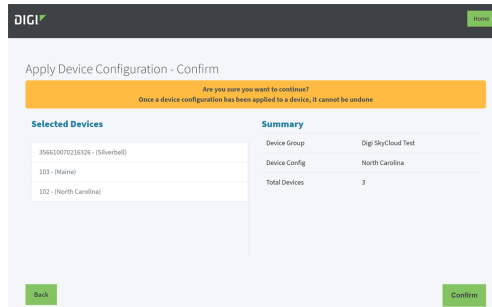 DIGI
Home
Apply Device Configuration - Confirm
Are you sure you want to continue?
Once a device configuration has been applied to a device, it cannot be undone
Selected Devices
356610070216326 - (Silverbell)
103 - (Maine)
102 - (North Carolina)
Summary
Device Group Digi SkyCloud Test
Device Config North Carolina
Total Devices 3
Back
Confirm